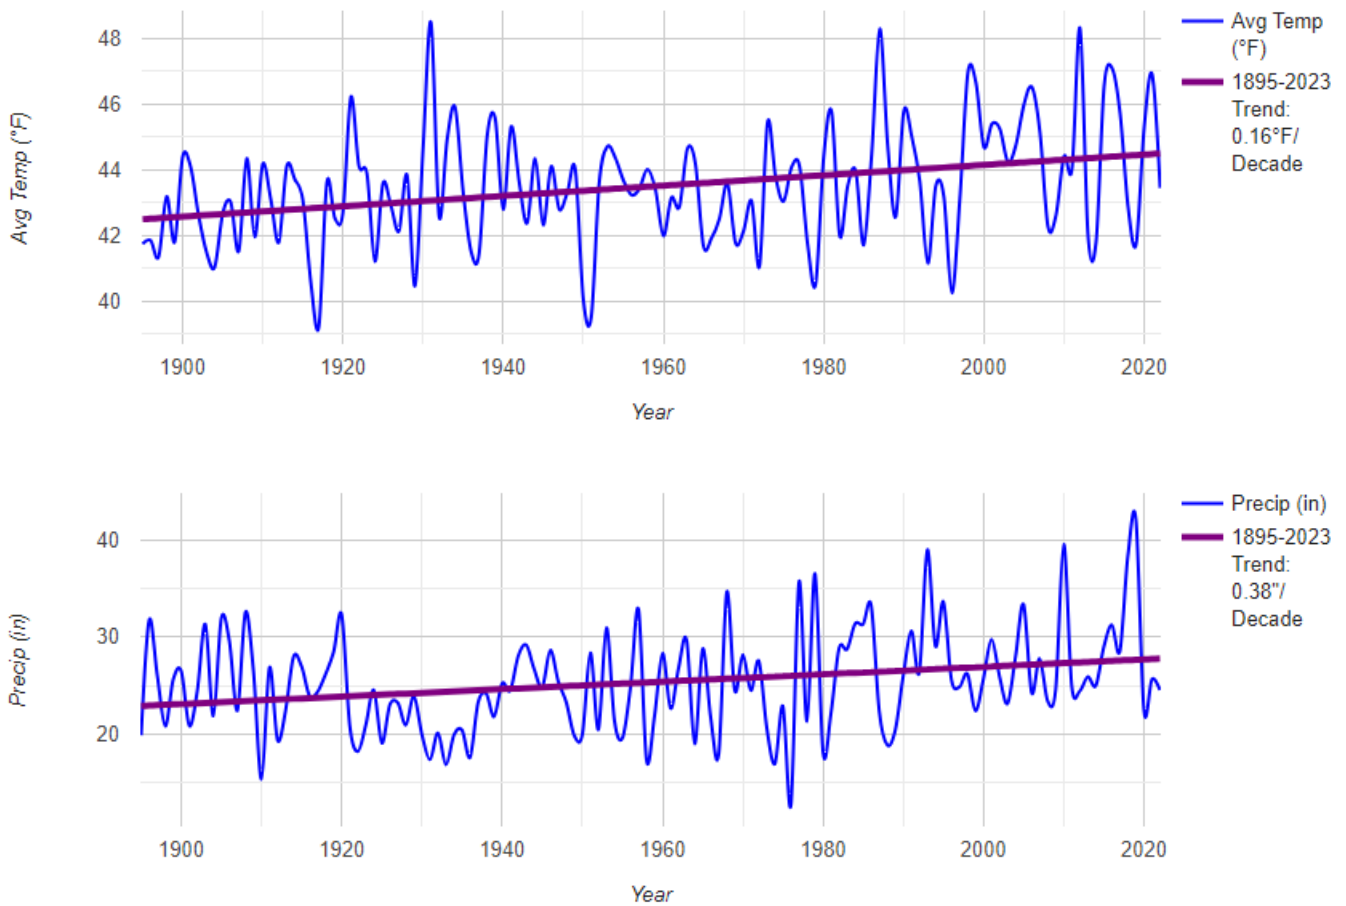 Avg Temp (°F)
48
46
44
42
40
1900 1920 1940 1960 1980 2000 2020
Year
Avg Temp
(°F)
1895-2023
Trend:
0.16°F/
Decade
Precip (in)
40
30
20
1900 1920 1940 1960 1980 2000 2020
Year
Precip (in)
1895-2023
Trend:
0.38"/
Decade